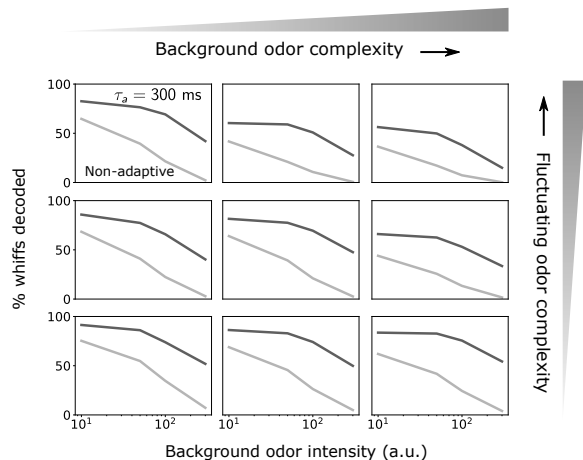 Background odor complexity
100
50
0
τₐ = 300 ms
Non-adaptive
100
50
0
100
50
0
10¹ 10² 10¹ 10² 10¹ 10²
% whiffs decoded
Background odor intensity (a.u.)
Fluctuating odor complexity